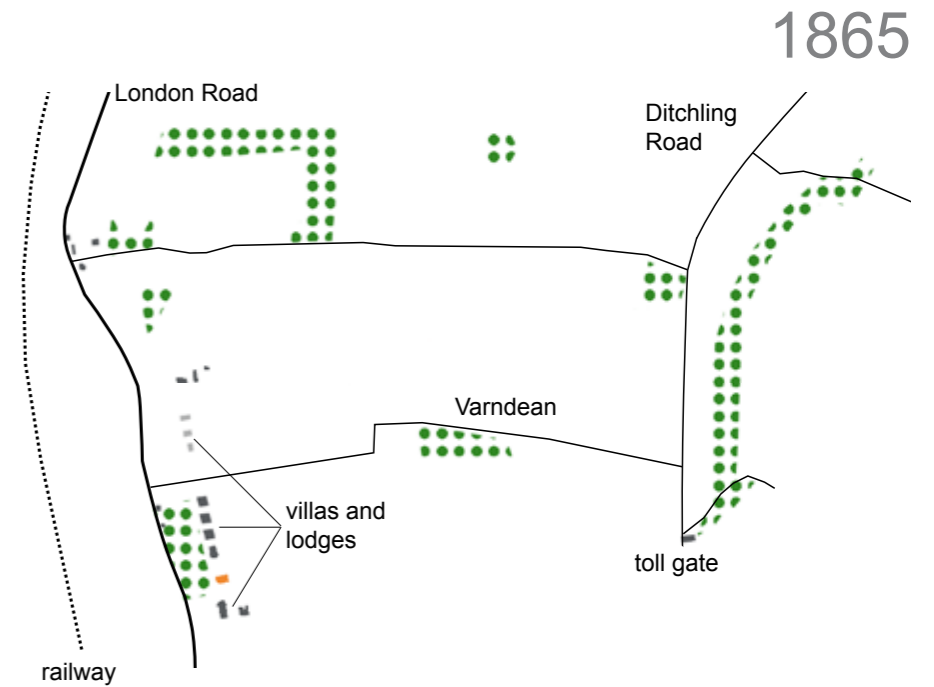 1865
London Road
Ditchling
Road
Varndean
villas and
lodges
toll gate
railway